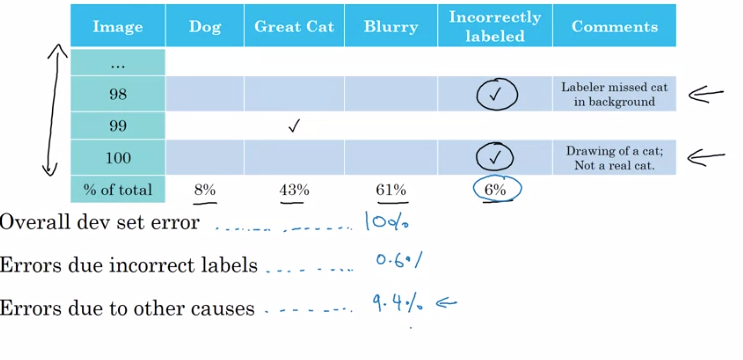 Image Dog Great Cat Blurry Incorrectly labeled Comments
...
98 ✓ Labeler missed cat in background
99 ✓
100 ✓ Drawing of a cat; Not a real cat.
% of total 8% 43% 61% 6%
Overall dev set error 10%
Errors due incorrect labels 0.6%
Errors due to other causes 9.4%